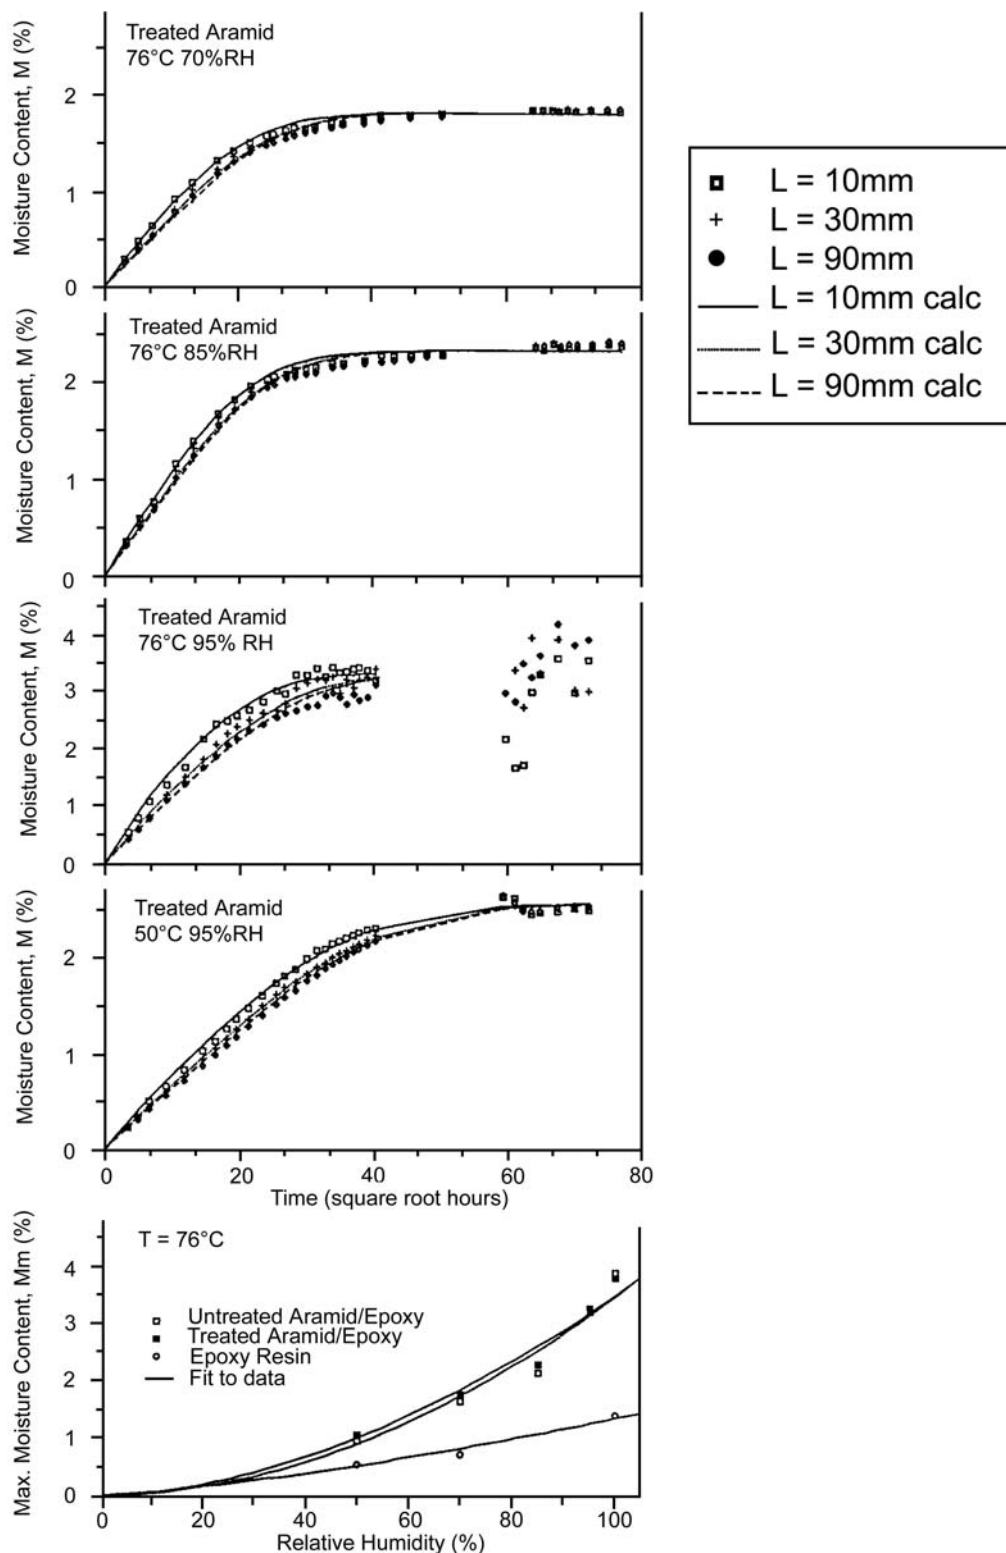 Treated Aramid
76°C 70%RH
Moisture Content, M (%)
2
1
0
L = 10mm
L = 30mm
L = 90mm
L = 10mm calc
L = 30mm calc
L = 90mm calc
Treated Aramid
76°C 85%RH
Moisture Content, M (%)
2
1
0
Treated Aramid
76°C 95% RH
Moisture Content, M (%)
4
3
2
1
0
Treated Aramid
50°C 95%RH
Moisture Content, M (%)
2
1
0
0 20 40 60 80
Time (square root hours)
T = 76°C
Max. Moisture Content, Mm (%)
4
3
2
1
0
Untreated Aramid/Epoxy
Treated Aramid/Epoxy
Epoxy Resin
Fit to data
0 20 40 60 80 100
Relative Humidity (%)